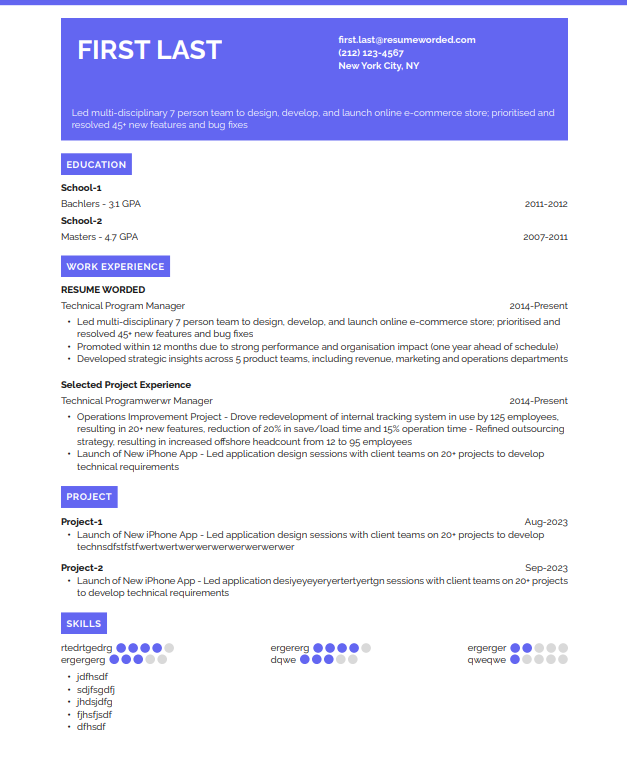 FIRST LAST
first.last@resumeworded.com
(212) 123-4567
New York City, NY
Led multi-disciplinary 7 person team to design, develop, and launch online e-commerce store; prioritised and
resolved 45+ new features and bug fixes
EDUCATION
School-1
Bachlers - 3.1 GPA 2011-2012
School-2
Masters - 4.7 GPA 2007-2011
WORK EXPERIENCE
RESUME WORDED
Technical Program Manager 2014-Present
• Led multi-disciplinary 7 person team to design, develop, and launch online e-commerce store; prioritised and
resolved 45+ new features and bug fixes
• Promoted within 12 months due to strong performance and organisation impact (one year ahead of schedule)
• Developed strategic insights across 5 product teams, including revenue, marketing and operations departments
Selected Project Experience
Technical Programwerwr Manager 2014-Present
• Operations Improvement Project - Drove redevelopment of internal tracking system in use by 125 employees,
resulting in 20+ new features, reduction of 20% in save/load time and 15% operation time - Refined outsourcing
strategy, resulting in increased offshore headcount from 12 to 95 employees
• Launch of New iPhone App - Led application design sessions with client teams on 20+ projects to develop
technical requirements
PROJECT
Project-1 Aug-2023
• Launch of New iPhone App - Led application design sessions with client teams on 20+ projects to develop
technsdfstfstfwertwertwerwerwerwerwerwerwer
Project-2 Sep-2023
• Launch of New iPhone App - Led application desiyeyeyeryertertyertgn sessions with client teams on 20+ projects
to develop technical requirements
SKILLS
rtedrtgedrg ergererg ergerger
ergergerg dqwe qweqwe
• jdfhsdf
• sdjfsgdfj
• jhdsjdfg
• fjhsfjsdf
• dfhsdf